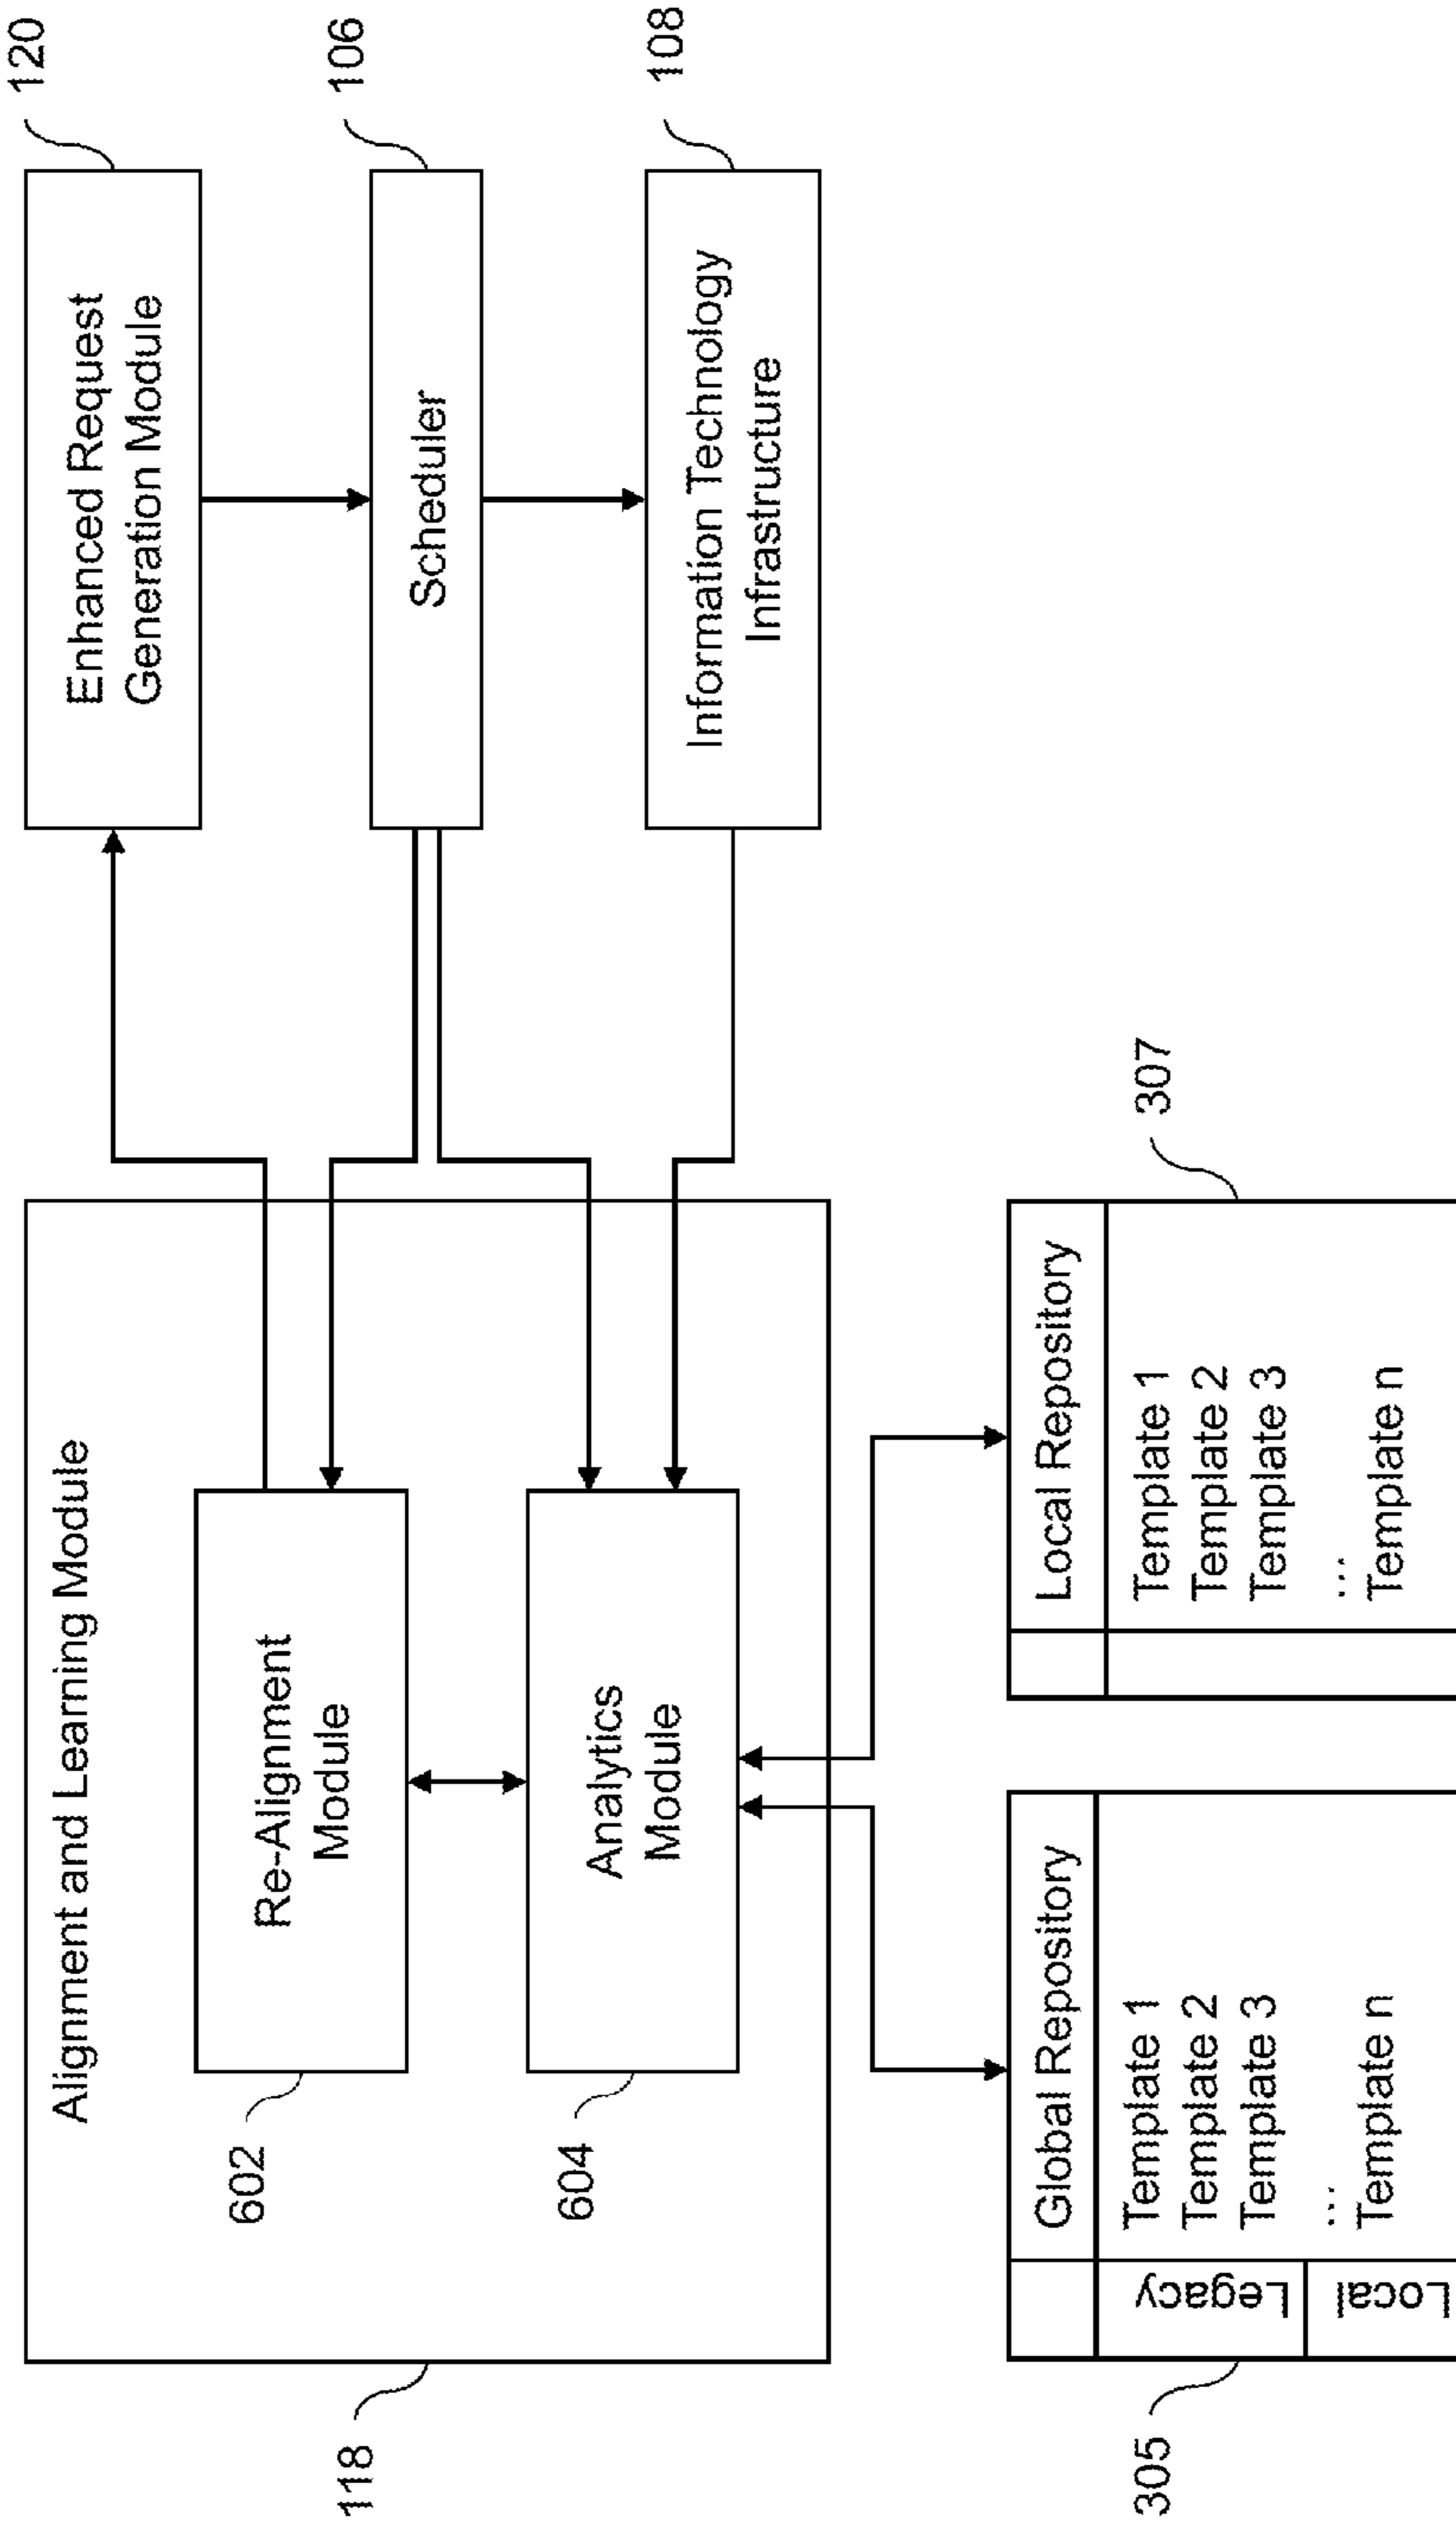 Alignment and Learning Module
118
Re-Alignment
Module
602
Analytics
Module
604
Enhanced Request
Generation Module
120
Scheduler
106
Information Technology
Infrastructure
108
Global Repository
Legacy
Local
Template 1
Template 2
Template 3
...
Template n
305
Local Repository
Template 1
Template 2
Template 3
...
Template n
307